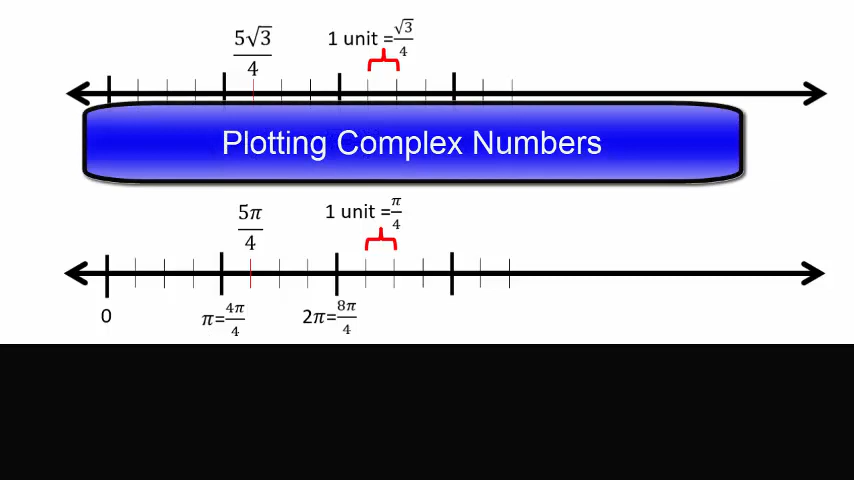 5√3/4
1 unit =√3/4
Plotting Complex Numbers
5π/4
1 unit =π/4
0
π=4π/4
2π=8π/4